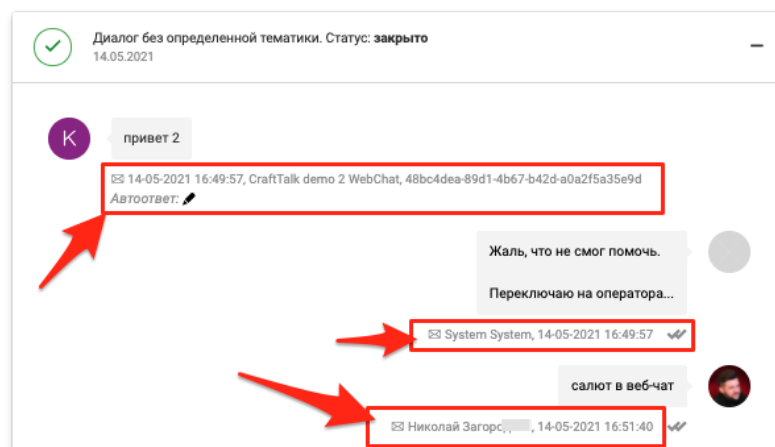 Диалог без определенной тематики. Статус: закрыто
14.05.2021
K
привет 2
14-05-2021 16:49:57, CraftTalk demo 2 WebChat, 48bc4dea-89d1-4b67-b42d-a0a2f5a35e9d
Автоответ:
Жаль, что не смог помочь.
Переключаю на оператора...
System System, 14-05-2021 16:49:57
салют в веб-чат
Николай , 14-05-2021 16:51:40